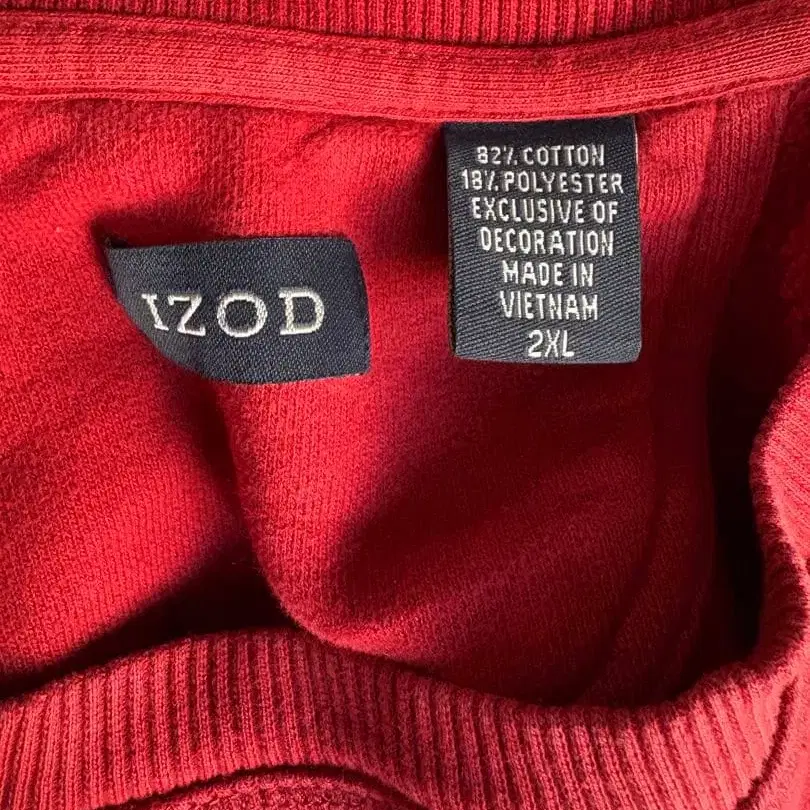 IZOD
82% COTTON
18% POLYESTER
EXCLUSIVE OF
DECORATION
MADE IN
VIETNAM
2XL